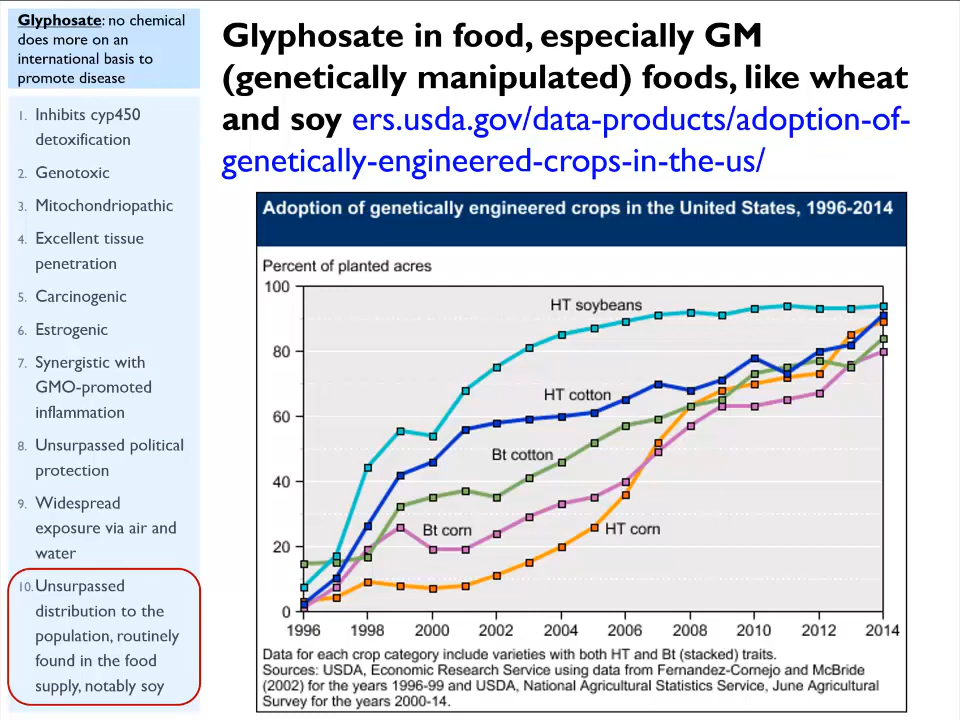 Glyphosate: no chemical
does more on an
international basis to
promote disease
1. Inhibits cyp450
detoxification
2. Genotoxic
3. Mitochondriopathic
4. Excellent tissue
penetration
5. Carcinogenic
6. Estrogenic
7. Synergistic with
GMO-promoted
inflammation
8. Unsurpassed political
protection
9. Widespread
exposure via air and
water
10. Unsurpassed
distribution to the
population, routinely
found in the food
supply, notably soy
Glyphosate in food, especially GM
(genetically manipulated) foods, like wheat
and soy ers.usda.gov/data-products/adoption-of-
genetically-engineered-crops-in-the-us/
Adoption of genetically engineered crops in the United States, 1996-2014
Percent of planted acres
100
80
60
40
20
0
HT soybeans
HT cotton
Bt cotton
Bt corn
HT corn
1996 1998 2000 2002 2004 2006 2008 2010 2012 2014
Data for each crop category include varieties with both HT and Bt (stacked) traits.
Sources: USDA, Economic Research Service using data from Fernandez-Cornejo and McBride
(2002) for the years 1996-99 and USDA, National Agricultural Statistics Service, June Agricultural
Survey for the years 2000-14.